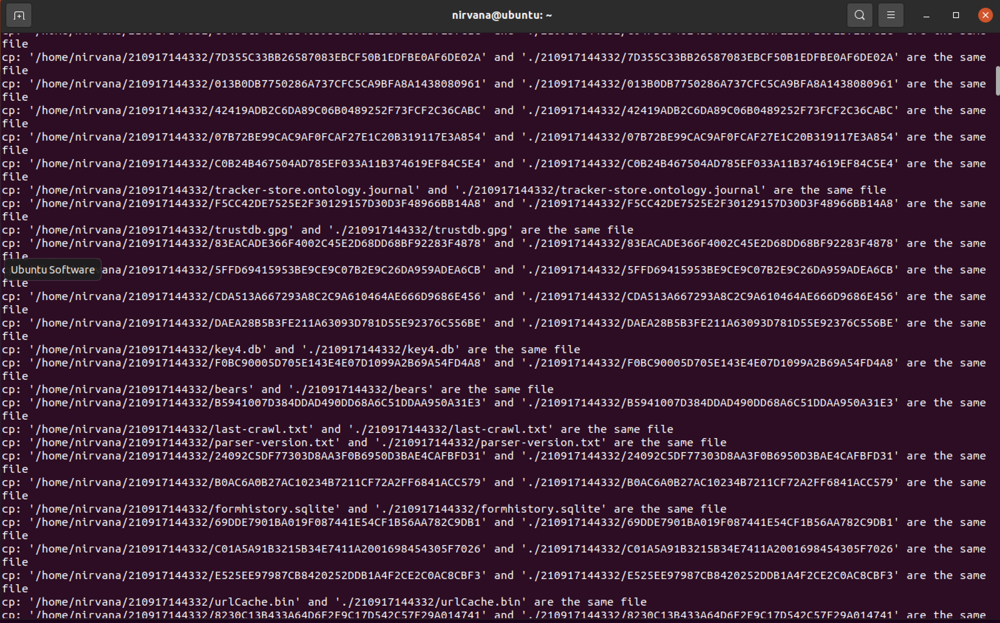 nirvana@ubuntu: ~
file
cp: '/home/nirvana/210917144332/7D355C33BB26587083EBCF50B1EDFBE0AF6DE02A' and './210917144332/7D355C33BB26587083EBCF50B1EDFBE0AF6DE02A' are the same
file
cp: '/home/nirvana/210917144332/013B0DB7750286A737CFC5CA9BFA8A1438080961' and './210917144332/013B0DB7750286A737CFC5CA9BFA8A1438080961' are the same
file
cp: '/home/nirvana/210917144332/42419ADB2C6DA89C06B0489252F73FCF2C36CABC' and './210917144332/42419ADB2C6DA89C06B0489252F73FCF2C36CABC' are the same
file
cp: '/home/nirvana/210917144332/07B72BE99CAC9AF0FCAF27E1C20B319117E3A854' and './210917144332/07B72BE99CAC9AF0FCAF27E1C20B319117E3A854' are the same
file
cp: '/home/nirvana/210917144332/C0B24B467504AD785EF033A11B374619EF84C5E4' and './210917144332/C0B24B467504AD785EF033A11B374619EF84C5E4' are the same
file
cp: '/home/nirvana/210917144332/tracker-store.ontology.journal' and './210917144332/tracker-store.ontology.journal' are the same file
cp: '/home/nirvana/210917144332/F5CC42DE7525E2F30129157D30D3F48966BB14A8' and './210917144332/F5CC42DE7525E2F30129157D30D3F48966BB14A8' are the same
file
cp: '/home/nirvana/210917144332/trustdb.gpg' and './210917144332/trustdb.gpg' are the same file
cp: '/home/nirvana/210917144332/83EACADE366F4002C45E2D68DD68BF92283F4878' and './210917144332/83EACADE366F4002C45E2D68DD68BF92283F4878' are the same
file
Ubuntu Software ana/210917144332/5FFD69415953BE9CE9C07B2E9C26DA959ADEA6CB' and './210917144332/5FFD69415953BE9CE9C07B2E9C26DA959ADEA6CB' are the same
file
cp: '/home/nirvana/210917144332/CDA513A667293A8C2C9A610464AE666D9686E456' and './210917144332/CDA513A667293A8C2C9A610464AE666D9686E456' are the same
file
cp: '/home/nirvana/210917144332/DAEA28B5B3FE211A63093D781D55E92376C556BE' and './210917144332/DAEA28B5B3FE211A63093D781D55E92376C556BE' are the same
file
cp: '/home/nirvana/210917144332/key4.db' and './210917144332/key4.db' are the same file
cp: '/home/nirvana/210917144332/F0BC90005D705E143E4E07D1099A2B69A54FD4A8' and './210917144332/F0BC90005D705E143E4E07D1099A2B69A54FD4A8' are the same
file
cp: '/home/nirvana/210917144332/bears' and './210917144332/bears' are the same file
cp: '/home/nirvana/210917144332/B5941007D384DDAD490DD68A6C51DDAA950A31E3' and './210917144332/B5941007D384DDAD490DD68A6C51DDAA950A31E3' are the same
file
cp: '/home/nirvana/210917144332/last-crawl.txt' and './210917144332/last-crawl.txt' are the same file
cp: '/home/nirvana/210917144332/parser-version.txt' and './210917144332/parser-version.txt' are the same file
cp: '/home/nirvana/210917144332/24092C5DF77303D8AA3F0B6950D3BAE4CAFBFD31' and './210917144332/24092C5DF77303D8AA3F0B6950D3BAE4CAFBFD31' are the same
file
cp: '/home/nirvana/210917144332/B0AC6A0B27AC10234B7211CF72A2FF6841ACC579' and './210917144332/B0AC6A0B27AC10234B7211CF72A2FF6841ACC579' are the same
file
cp: '/home/nirvana/210917144332/formhistory.sqlite' and './210917144332/formhistory.sqlite' are the same file
cp: '/home/nirvana/210917144332/69DDE7901BA019F087441E54CF1B56AA782C9DB1' and './210917144332/69DDE7901BA019F087441E54CF1B56AA782C9DB1' are the same
file
cp: '/home/nirvana/210917144332/C01A5A91B3215B34E7411A2001698454305F7026' and './210917144332/C01A5A91B3215B34E7411A2001698454305F7026' are the same
file
cp: '/home/nirvana/210917144332/E525EE97987CB8420252DDB1A4F2CE2C0AC8CBF3' and './210917144332/E525EE97987CB8420252DDB1A4F2CE2C0AC8CBF3' are the same
file
cp: '/home/nirvana/210917144332/urlCache.bin' and './210917144332/urlCache.bin' are the same file
cp: '/home/nirvana/210917144332/8230C13B433A64D6F2E9C17D542C57F29A014741' and './210917144332/8230C13B433A64D6F2E9C17D542C57F29A014741' are the same